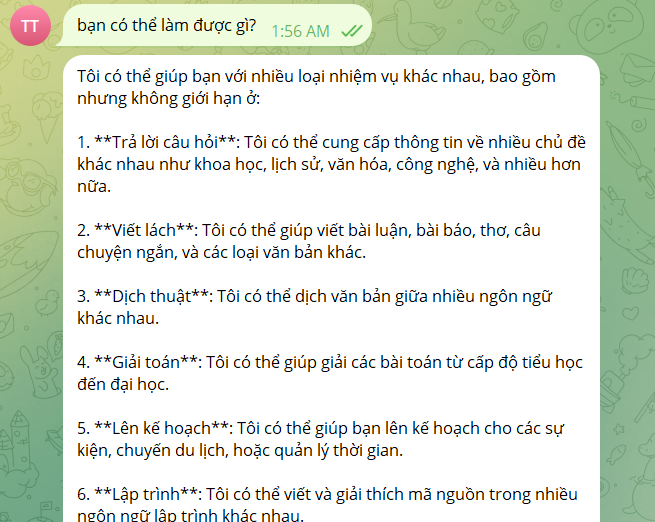 TT
bạn có thể làm được gì?
1:56 AM
Tôi có thể giúp bạn với nhiều loại nhiệm vụ khác nhau, bao gồm
nhưng không giới hạn ở:
1. **Trả lời câu hỏi**: Tôi có thể cung cấp thông tin về nhiều chủ đề
khác nhau như khoa học, lịch sử, văn hóa, công nghệ, và nhiều hơn
nữa.
2. **Viết lách**: Tôi có thể giúp viết bài luận, bài báo, thơ, câu
chuyện ngắn, và các loại văn bản khác.
3. **Dịch thuật**: Tôi có thể dịch văn bản giữa nhiều ngôn ngữ
khác nhau.
4. **Giải toán**: Tôi có thể giúp giải các bài toán từ cấp độ tiểu học
đến đại học.
5. **Lên kế hoạch**: Tôi có thể giúp bạn lên kế hoạch cho các sự
kiện, chuyến du lịch, hoặc quản lý thời gian.
6. **Lập trình**: Tôi có thể viết và giải thích mã nguồn trong nhiều
ngôn ngữ lập trình khác nhau.